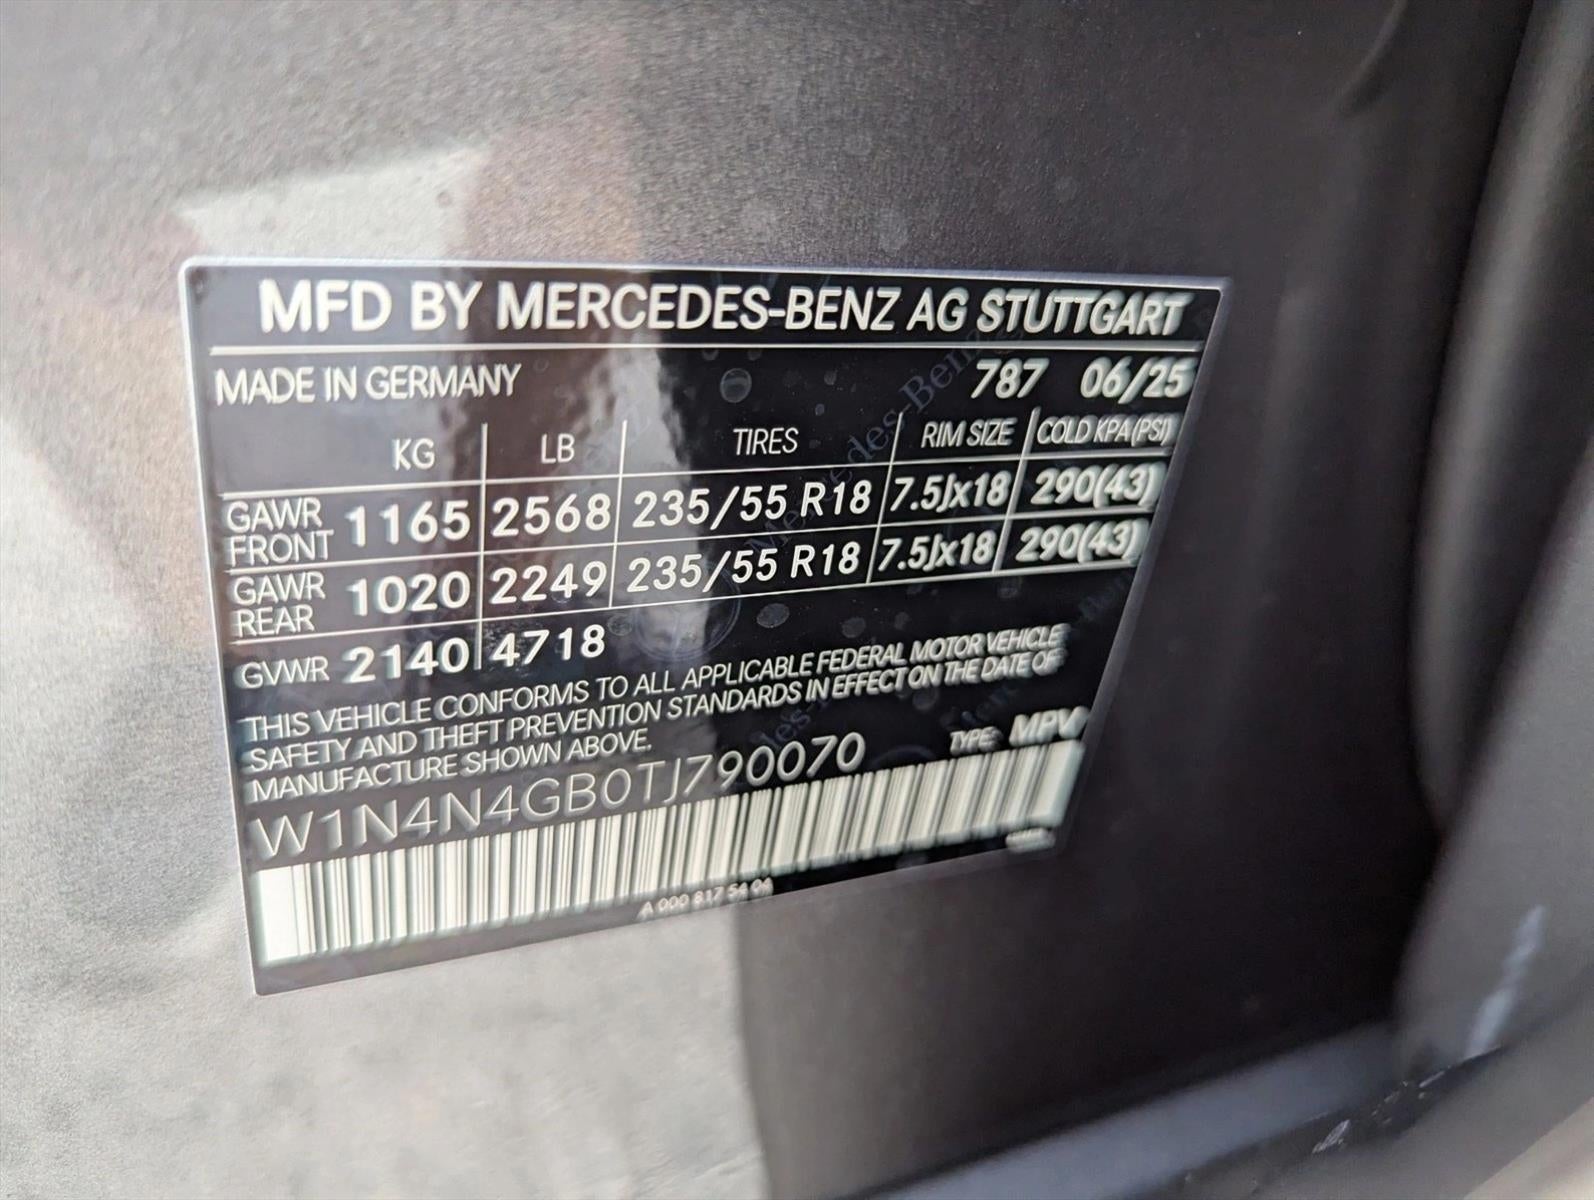 MFD BY MERCEDES-BENZ AG STUTTGART
MADE IN GERMANY 787 06/25
KG LB TIRES RIM SIZE COLD KPA (PSI)
GAWR FRONT 1165 2568 235/55 R18 7.5Jx18 290(43)
GAWR REAR 1020 2249 235/55 R18 7.5Jx18 290(43)
GVWR 2140 4718
THIS VEHICLE CONFORMS TO ALL APPLICABLE FEDERAL MOTOR VEHICLE
SAFETY AND THEFT PREVENTION STANDARDS IN EFFECT ON THE DATE OF
MANUFACTURE SHOWN ABOVE.
TYPE: MPV
W1N4N4GB0TJ790070
A 000 817 54 04